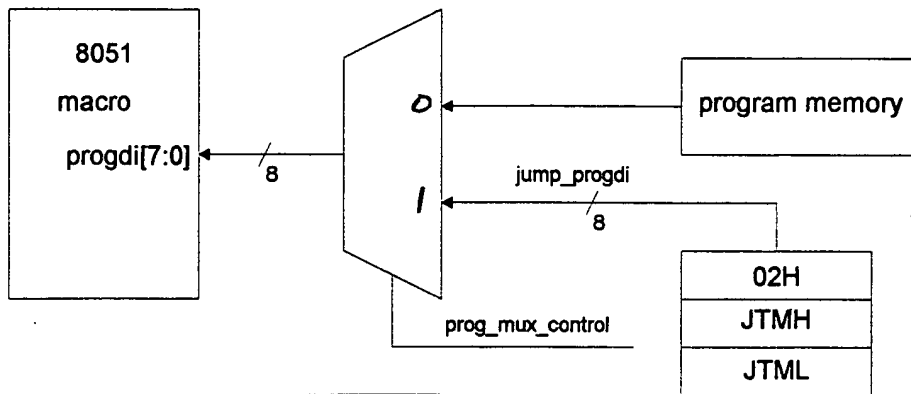 8051
macro
progdi[7:0]
8
0
1
program memory
jump_progdi
8
prog_mux_control
02H
JTMH
JTML